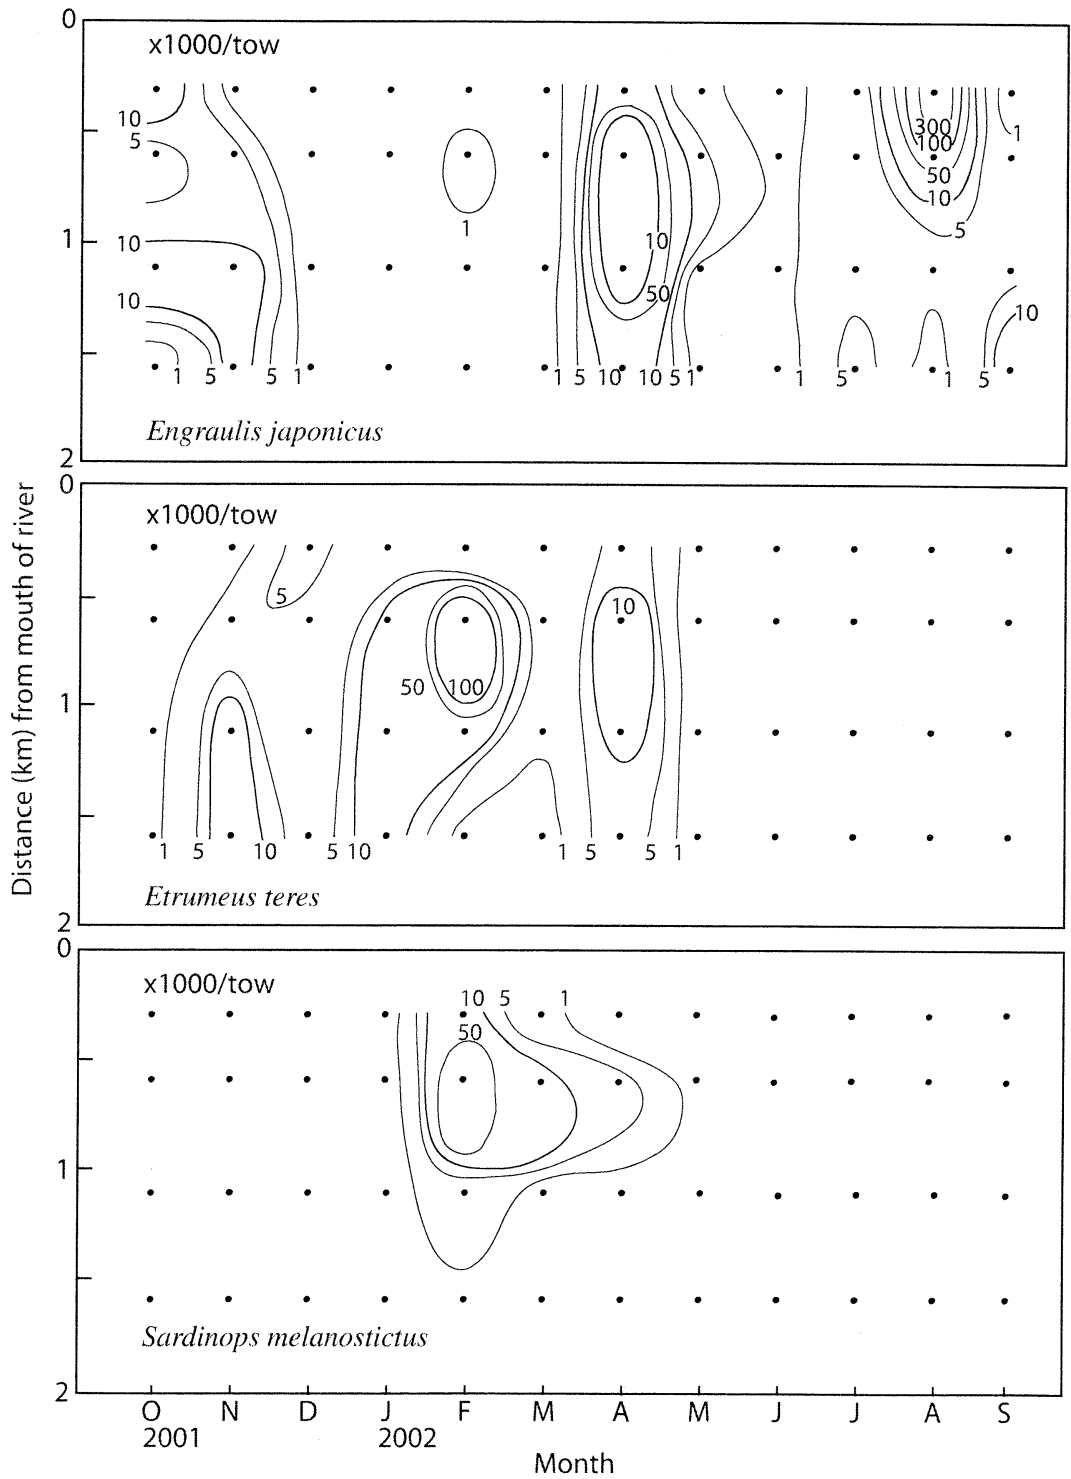 0
x1000/tow
10
300
1
5
100
50
10
1
10
1
10
5
50
10
10
1 5 5 1 1 5 10 10 5 1 1 5 1 5
Engraulis japonicus
2
0
x1000/tow
5
10
50 100
1
1 5 10 5 10 1 5 5 1
Etrumeus teres
2
0
x1000/tow
10 5 1
50
1
Sardinops melanostictus
2
O N D J F M A M J J A S
2001 2002
Month
Distance (km) from mouth of river